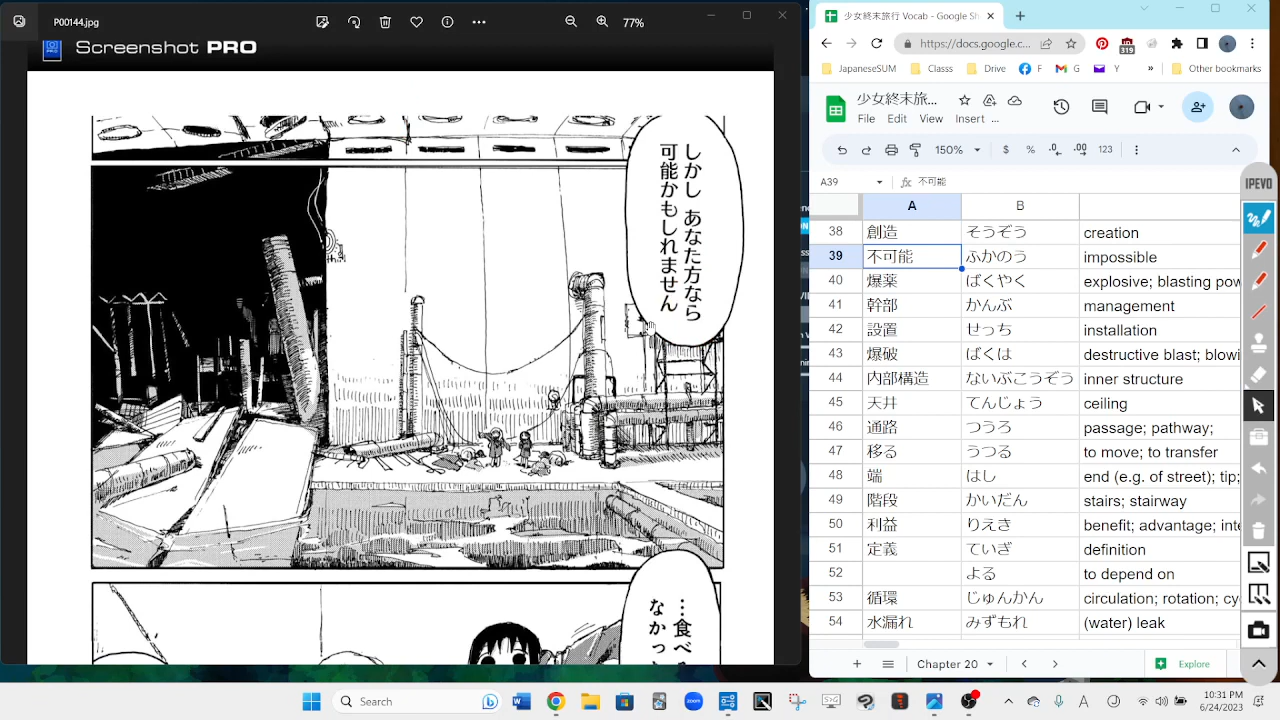 P00144.jpg
77%
Screenshot PRO
しかし あなた方なら
可能かもしれません
…食べ
なかっ
少女終末旅行 Vocab - Google Sh
https://docs.google...
319
JapaneseSUM
Classs
Drive
F
G
Y
»
Other bookmarks
少女終末旅...
File Edit View Insert ...
150%
$ % .0 .00 123
A39
fx 不可能
A B
38 創造 そうぞう creation
39 不可能 ふかのう impossible
40 爆薬 ばくやく explosive; blasting pow
41 幹部 かんぶ management
42 設置 せっち installation
43 爆破 ばくは destructive blast; blow
44 内部構造 ないぶこうぞう inner structure
45 天井 てんじょう ceiling
46 通路 つうろ passage; pathway;
47 移る うつる to move; to transfer
48 端 はし end (e.g. of street); tip
49 階段 かいだん stairs; stairway
50 利益 りえき benefit; advantage; inte
51 定義 ていぎ definition
52 よる to depend on
53 循環 じゅんかん circulation; rotation; cy
54 水漏れ みずもれ (water) leak
Chapter 20
Explore
IPEVO
Search
zoom
A
10:31 PM
6/24/2023